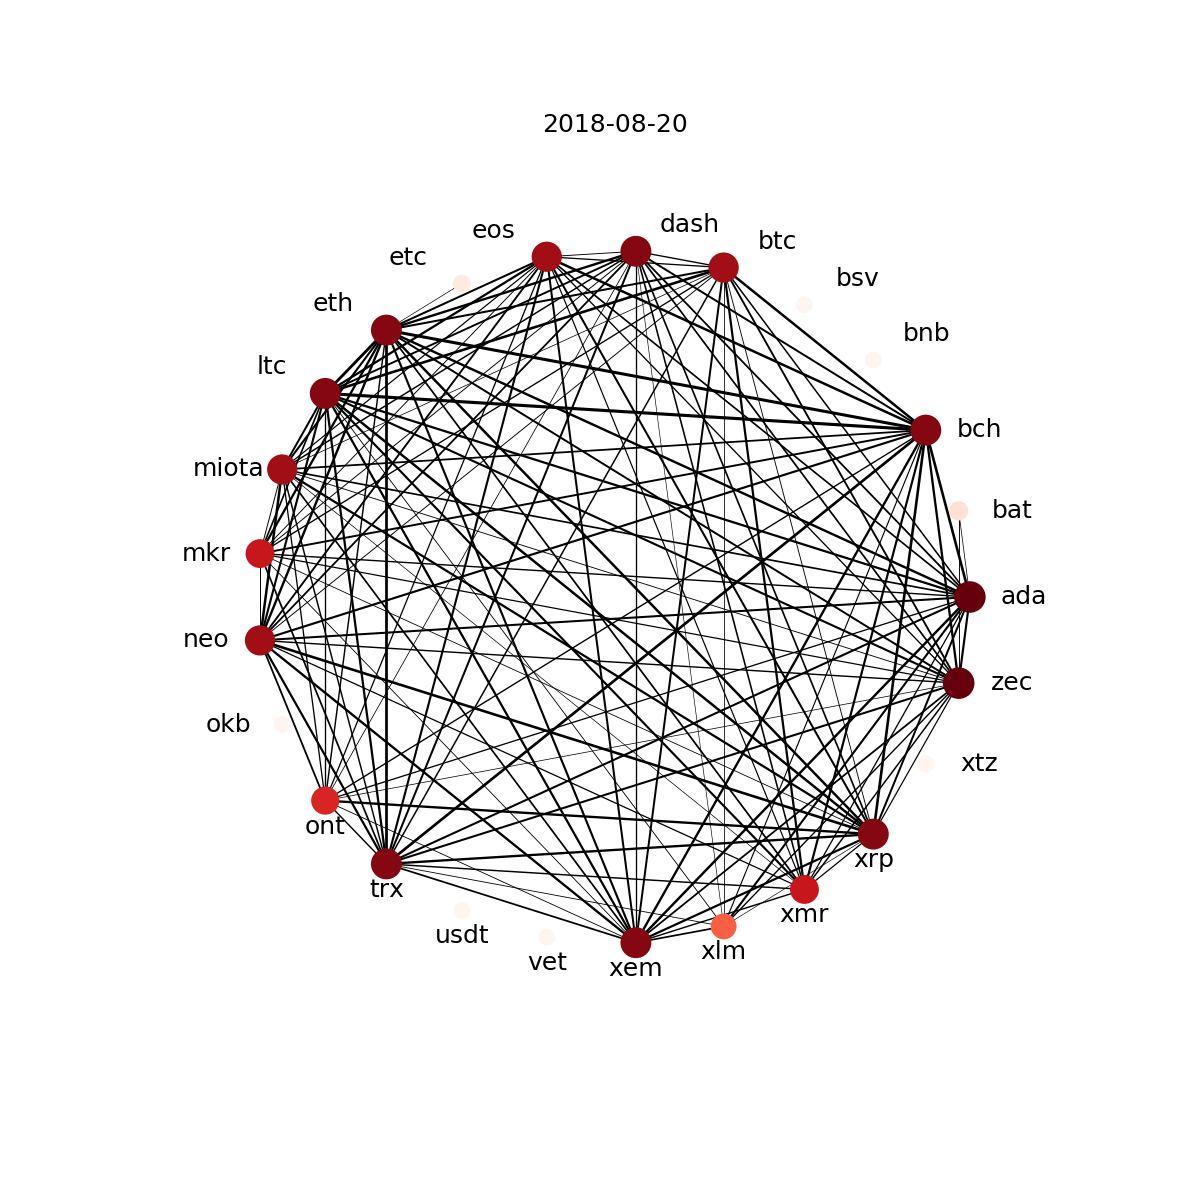 2018-08-20
dash
eos
btc
etc
bsv
eth
bnb
ltc
bch
miota
bat
mkr
ada
neo
zec
okb
xtz
ont
xrp
trx
xmr
usdt
xlm
vet
xem